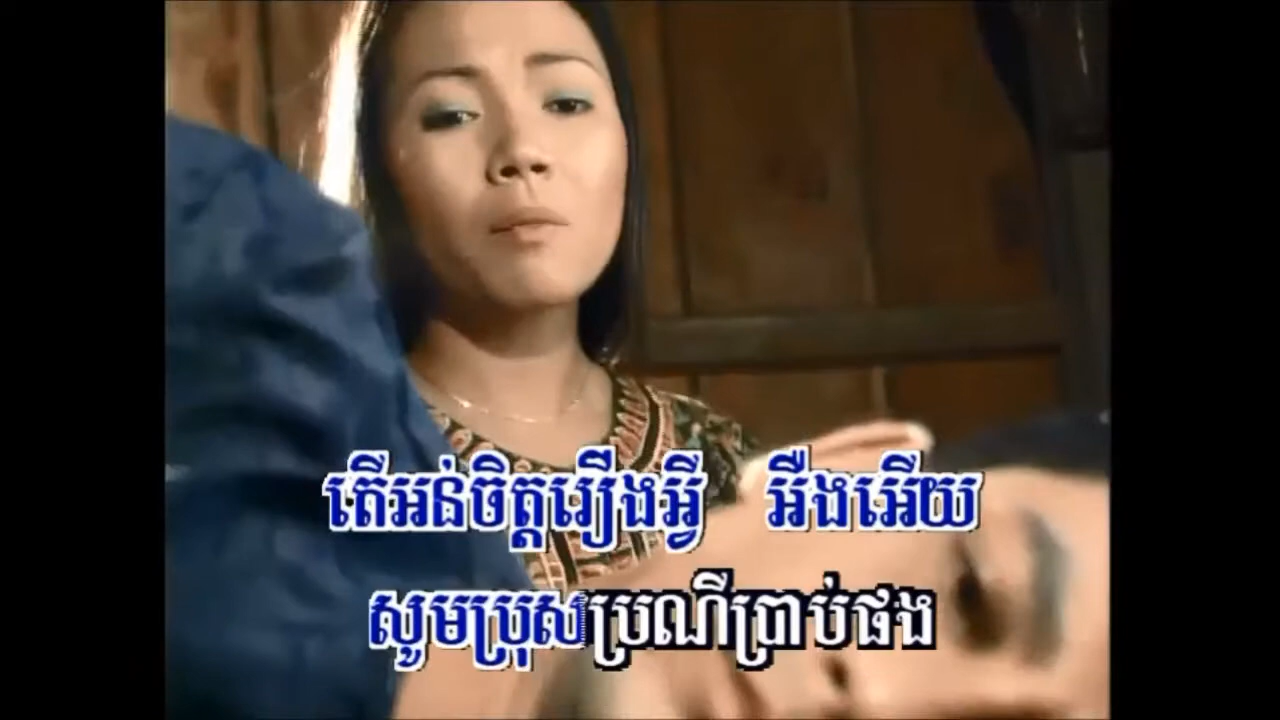 តើអន់ចិត្តរឿងអ្វី អឺងអើយ
សូមប្រុសប្រណីប្រាប់ផង